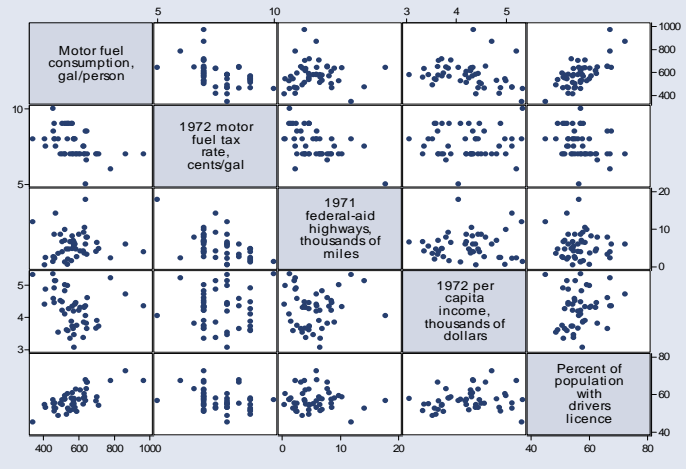 5 10 3 4 5
Motor fuel
consumption,
gal/person
1000
800
600
400
10
5
1972 motor
fuel tax
rate,
cents/gal
1971
federal-aid
highways,
thousands of
miles
20
10
0
5
4
3
1972 per
capita
income,
thousands of
dollars
Percent of
population
with
drivers
licence
80
60
40
400 600 800 1000 0 10 20 40 60 80